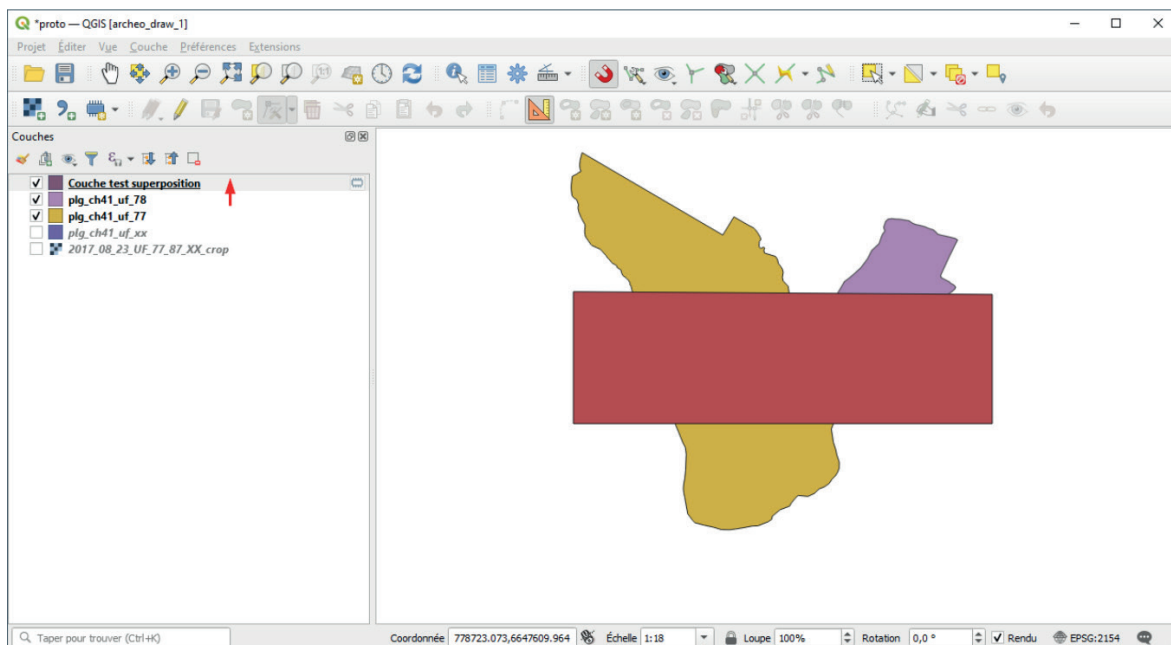 *proto — QGIS [archeo_draw_1]
Projet Éditer Vue Couche Préférences Extensions
Couches
Couche test superposition
plg_ch41_uf_78
plg_ch41_uf_77
plg_ch41_uf_xx
2017_08_23_UF_77_87_XX_crop
Taper pour trouver (Ctrl+K) Coordonnée 778723.073,6647609.964 Échelle 1:18 Loupe 100% Rotation 0,0 ° Rendu EPSG:2154